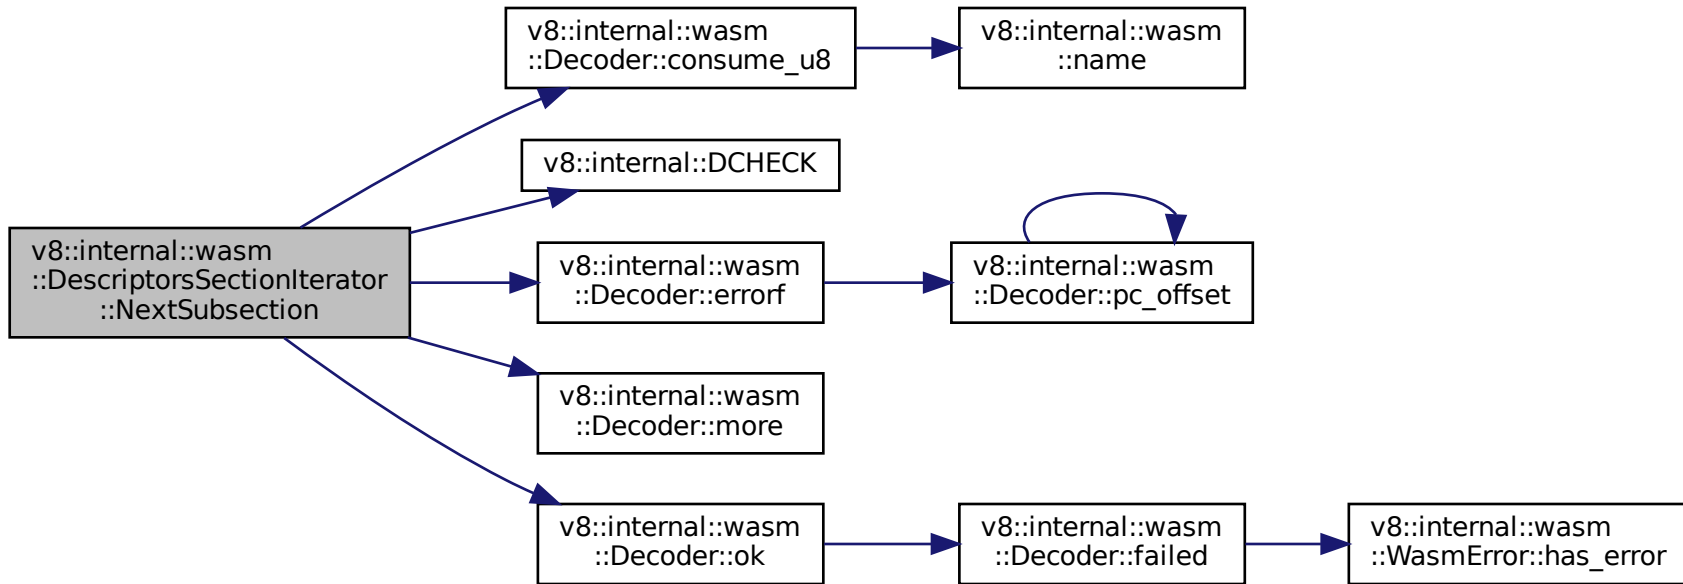 v8::internal::wasm
::Decoder::consume_u8
v8::internal::wasm
::name
v8::internal::DCHECK
v8::internal::wasm
::DescriptorsSectionIterator
::NextSubsection
v8::internal::wasm
::Decoder::errorf
v8::internal::wasm
::Decoder::pc_offset
v8::internal::wasm
::Decoder::more
v8::internal::wasm
::Decoder::ok
v8::internal::wasm
::Decoder::failed
v8::internal::wasm
::WasmError::has_error